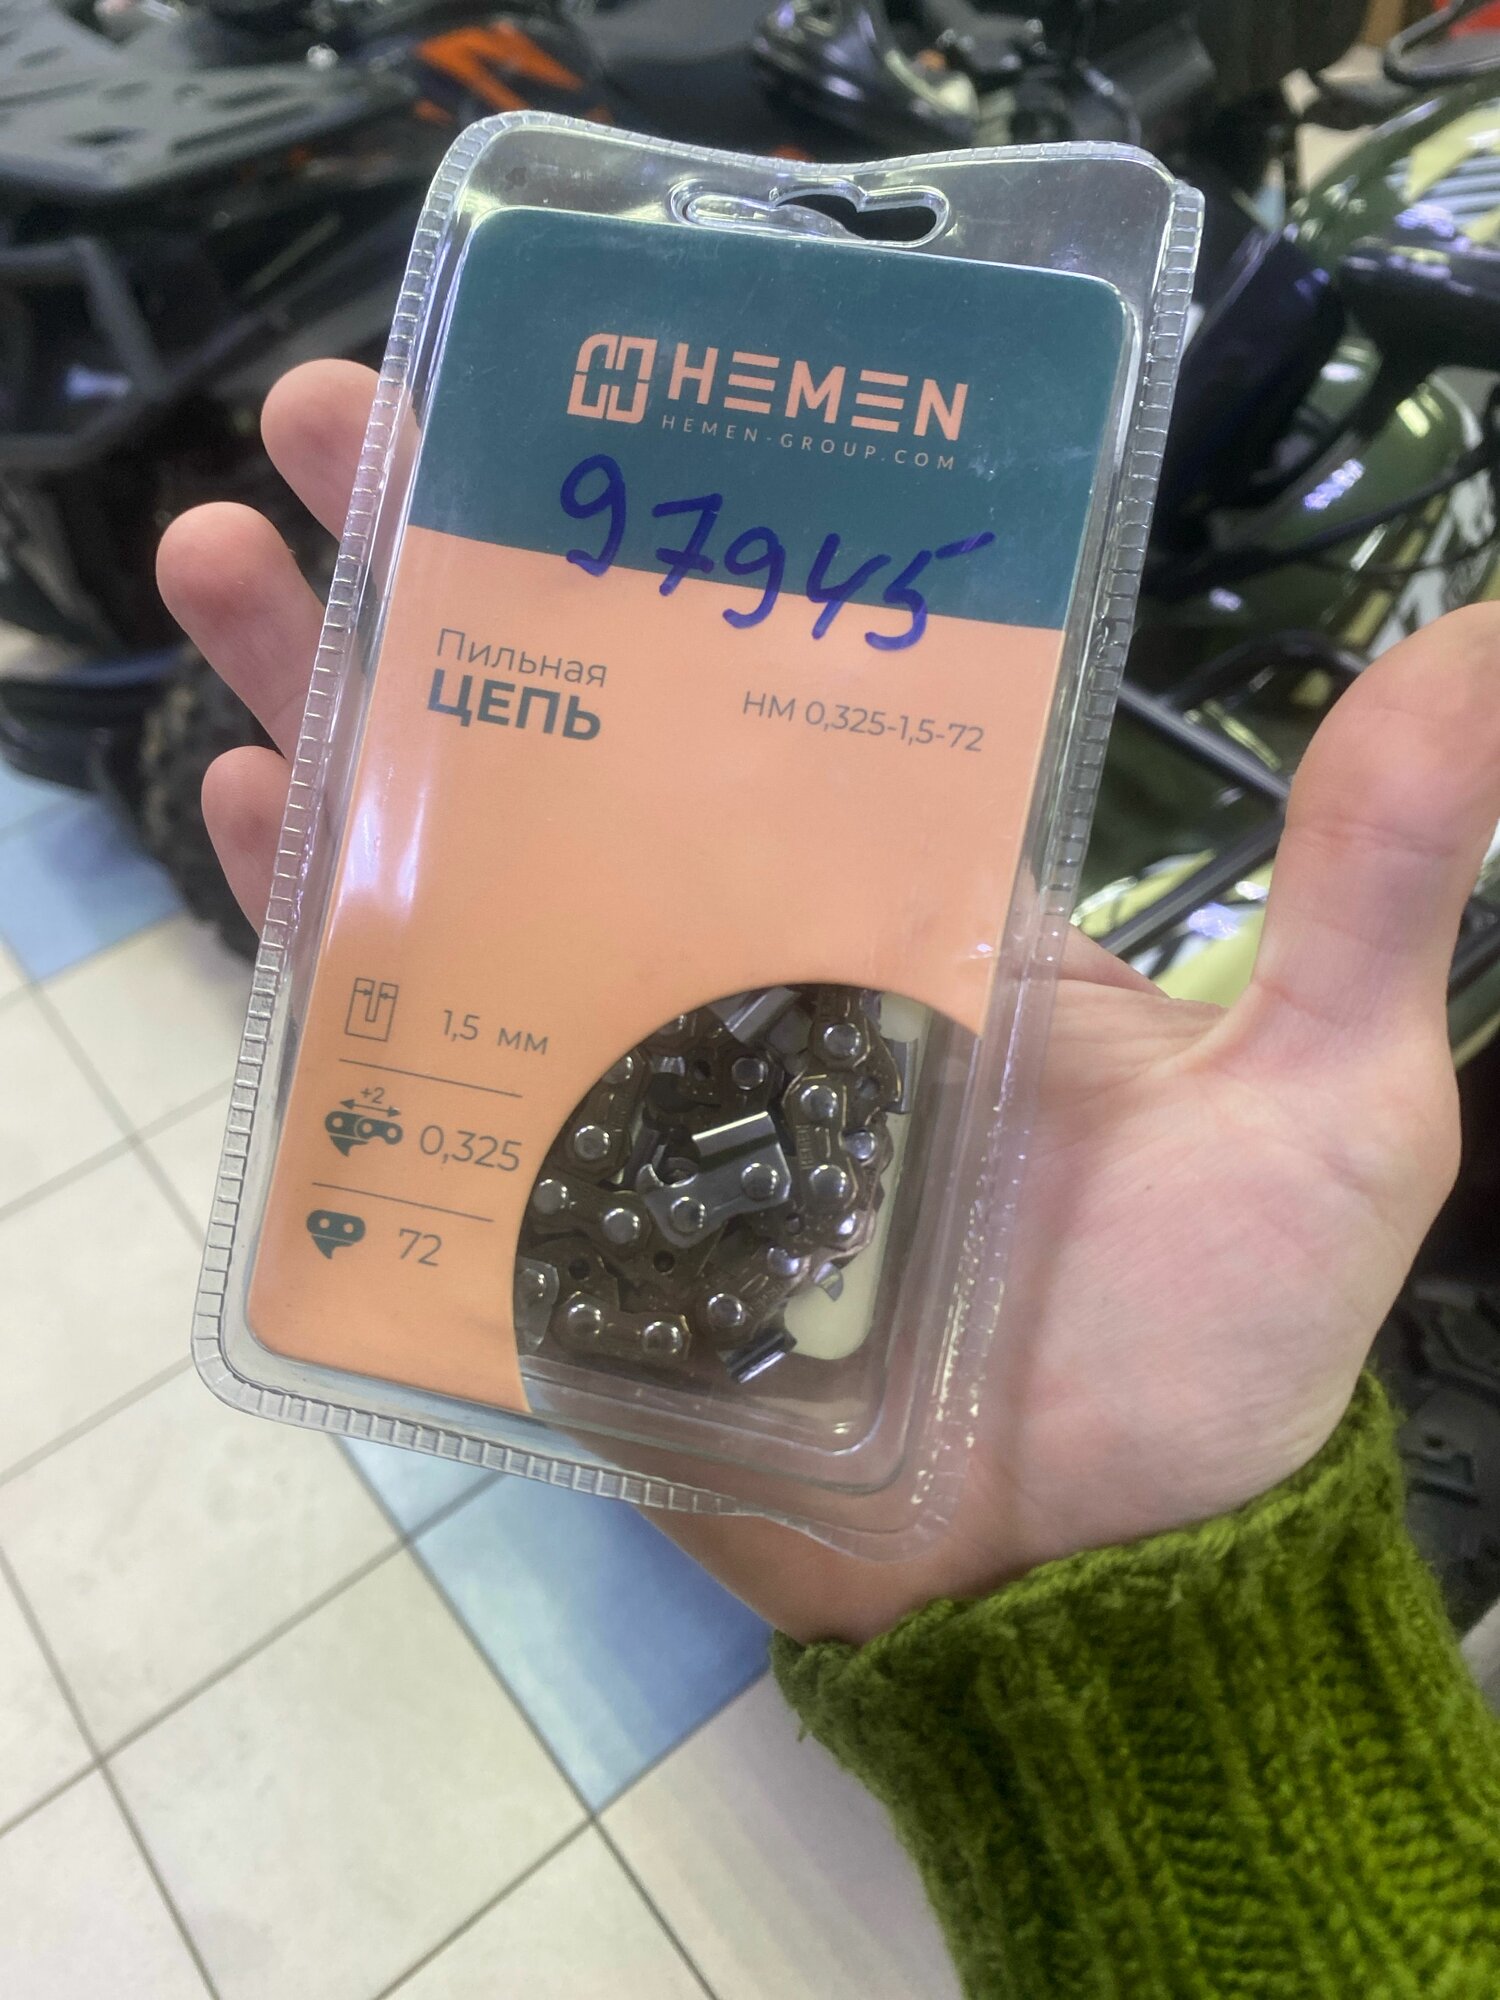 HEMEN
HEMEN-GROUP.COM
97945
Пильная
ЦЕПЬ
HM 0,325-1,5-72
1,5 мм
+2
0,325
72
HEMEN